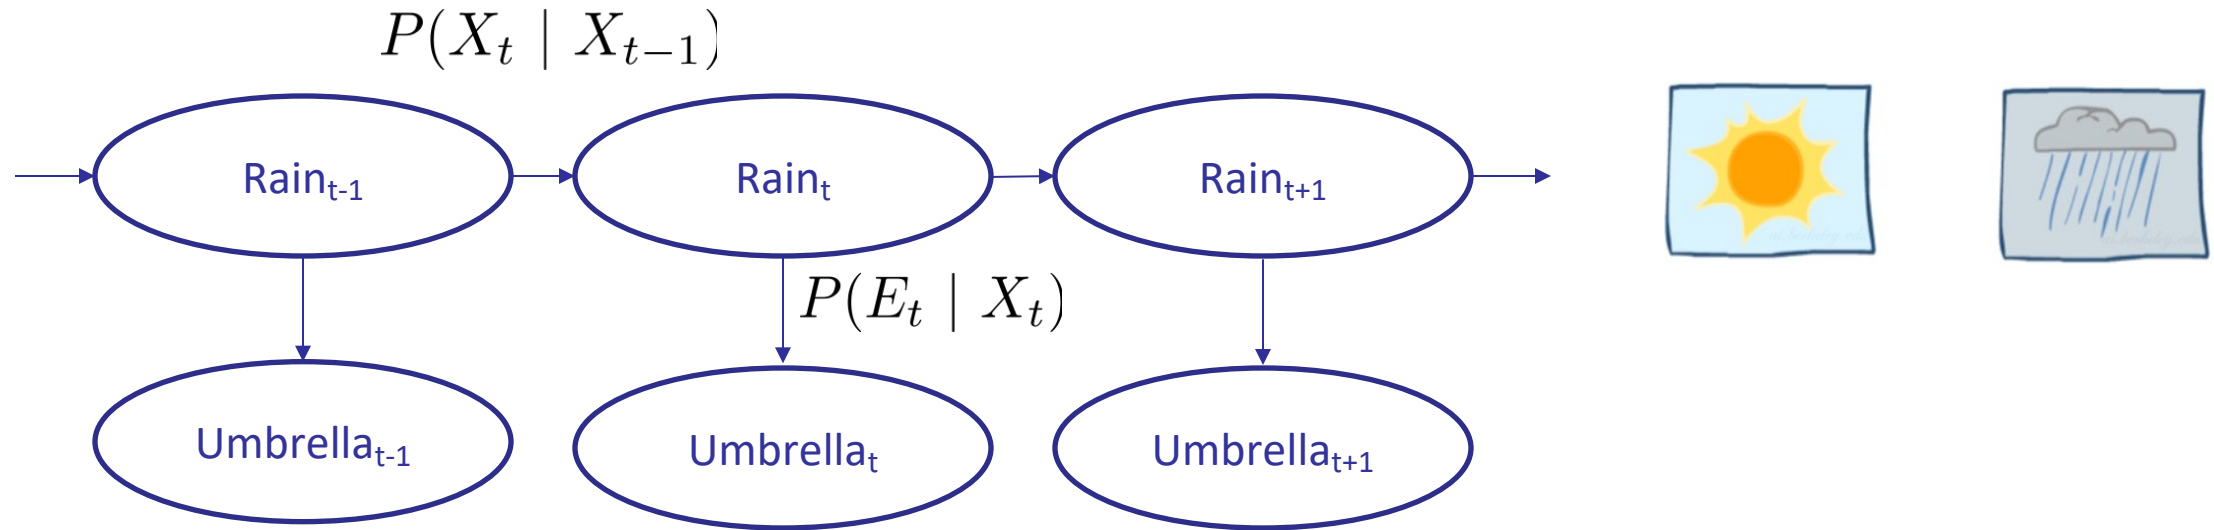 P(X_t | X_{t-1})
Rain_{t-1}
Rain_t
Rain_{t+1}
P(E_t | X_t)
Umbrella_{t-1}
Umbrella_t
Umbrella_{t+1}